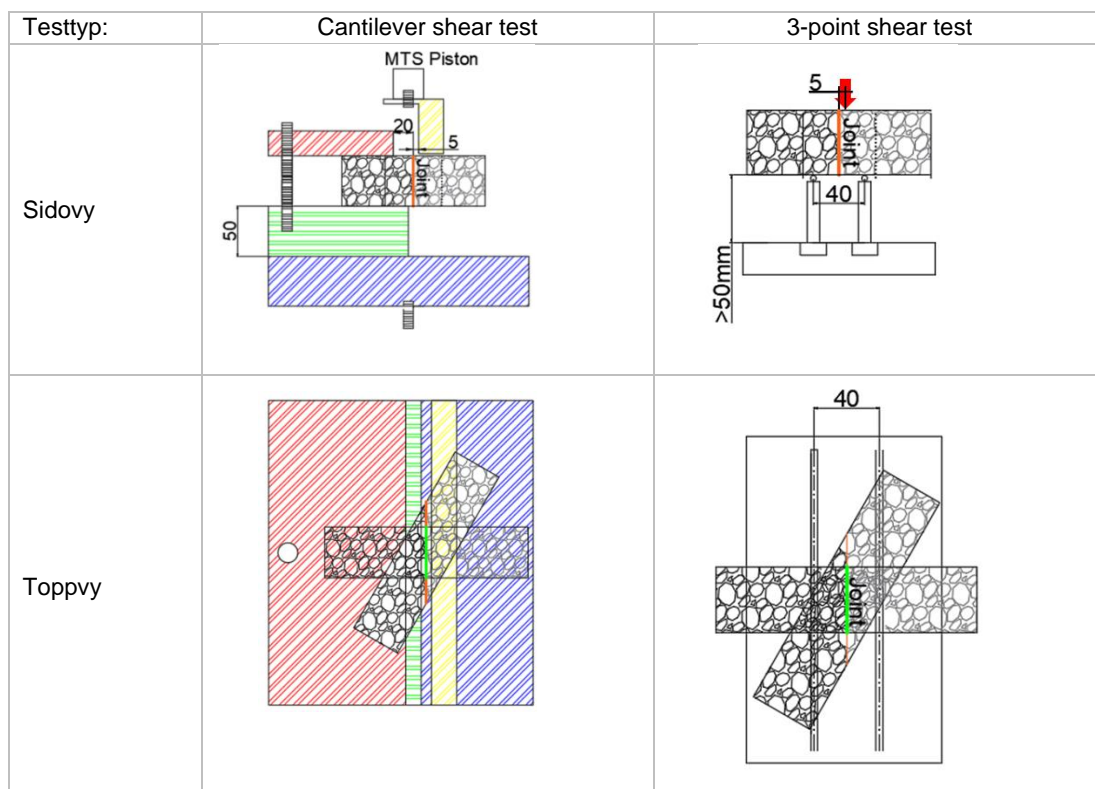 Testtyp: Cantilever shear test 3-point shear test
Sidovy
MTS Piston
20
5
Joint
50
5
Joint
40
>50mm
Toppvy
40
Joint